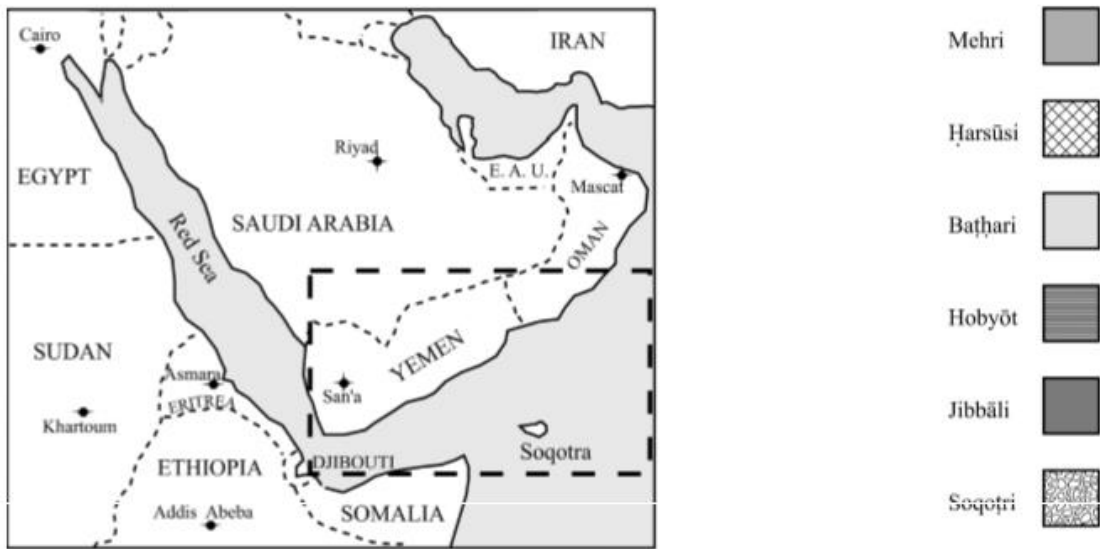 Cairo
IRAN
Riyad
EGYPT
E. A. U.
Mascat
Red Sea
SAUDI ARABIA
OMAN
SUDAN
YEMEN
Asmara
San'a
ERITREA
Khartoum
Soqotra
ETHIOPIA
DJIBOUTI
Addis Abeba
SOMALIA
Mehri
Ḥarsūsi
Baṭḥari
Hobyōt
Jibbāli
Soqoṭri